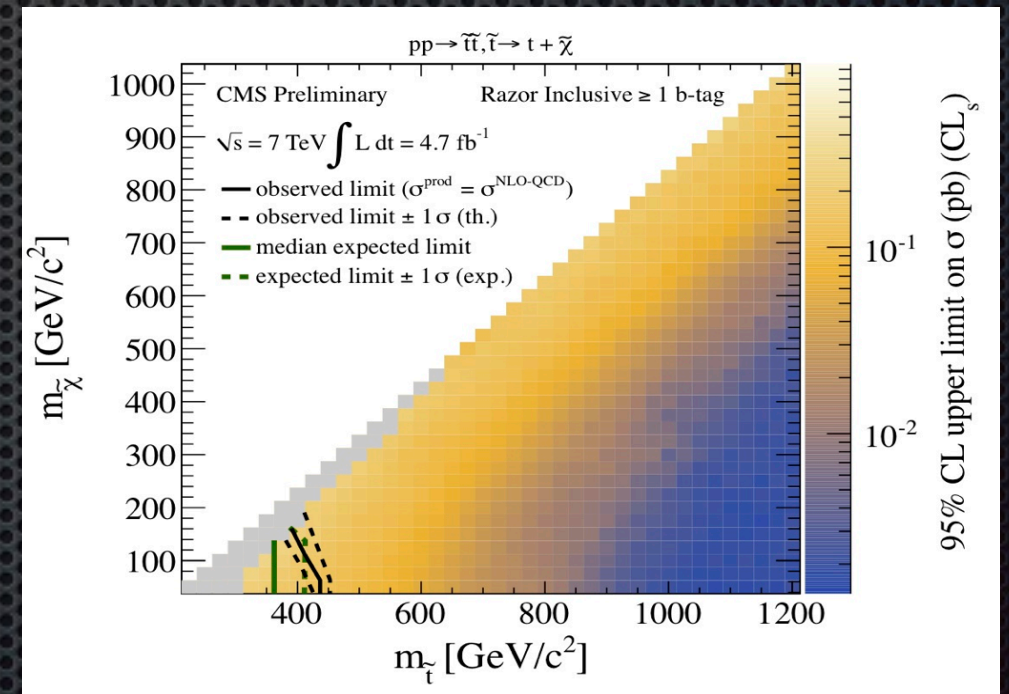 pp→ t̃t̃, t̃→ t + χ̃
CMS Preliminary Razor Inclusive ≥ 1 b-tag
√s = 7 TeV ∫ L dt = 4.7 fb⁻¹
observed limit (σ^prod = σ^NLO-QCD)
observed limit ± 1 σ (th.)
median expected limit
expected limit ± 1 σ (exp.)
1000
900
800
700
600
500
400
300
200
100
m_χ̃ [GeV/c²]
400 600 800 1000 1200
m_t̃ [GeV/c²]
10⁻¹
10⁻²
95% CL upper limit on σ (pb) (CL_s)